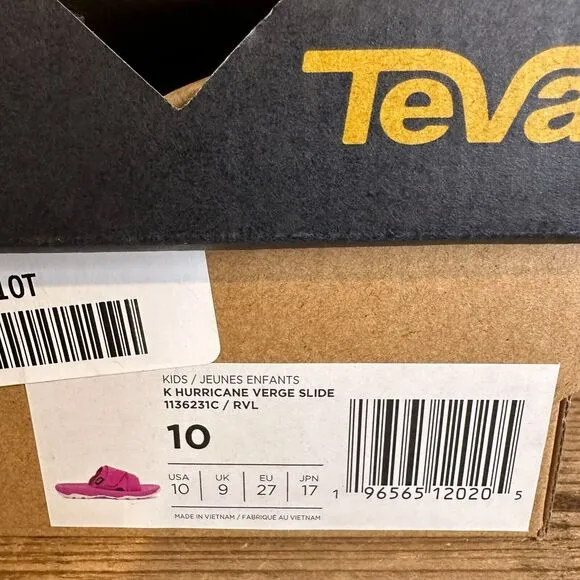 Teva
10T
KIDS / JEUNES ENFANTS
K HURRICANE VERGE SLIDE
1136231C / RVL
10
USA UK EU JPN
10 9 27 17
1 96565 12020 5
MADE IN VIETNAM / FABRIQUÉ AU VIETNAM